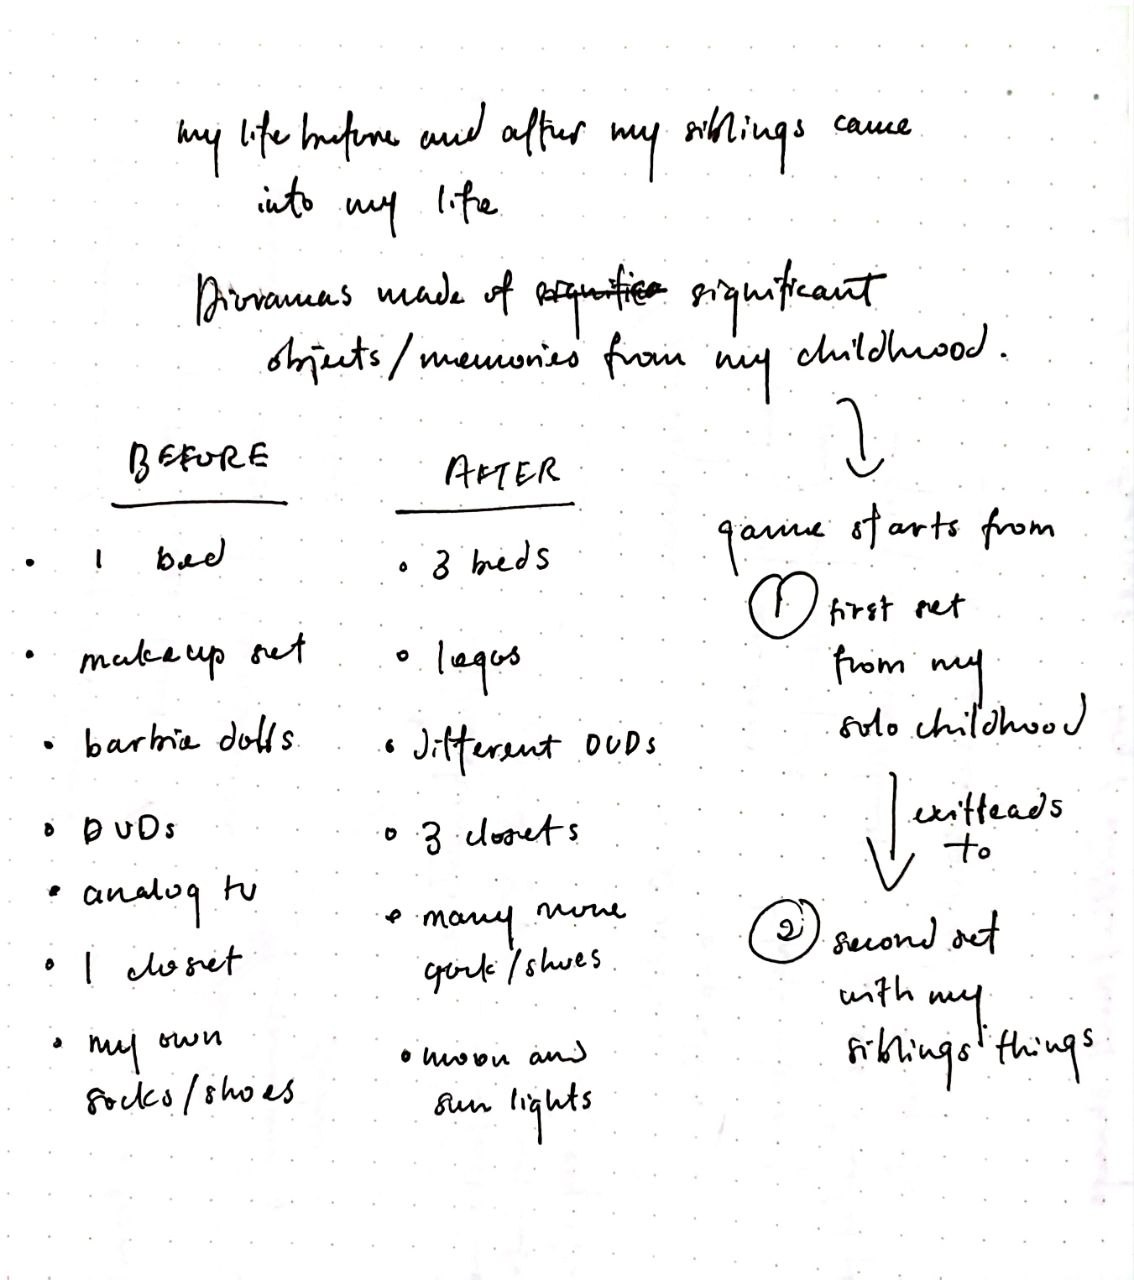 my life before and after my siblings came
into my life
Dioramas made of significant
objects/memories from my childhood.
BEFORE
• 1 bed
• makeup set
• barbie dolls
• DVDs
• analog tv
• 1 closet
• my own
socks/shoes
AFTER
• 3 beds
• legos
• different DVDs
• 3 closets
• many more
sock/shoes
• moon and
sun lights
game starts from
① first set
from my
solo childhood
exit leads
to
② second set
with my
siblings' things